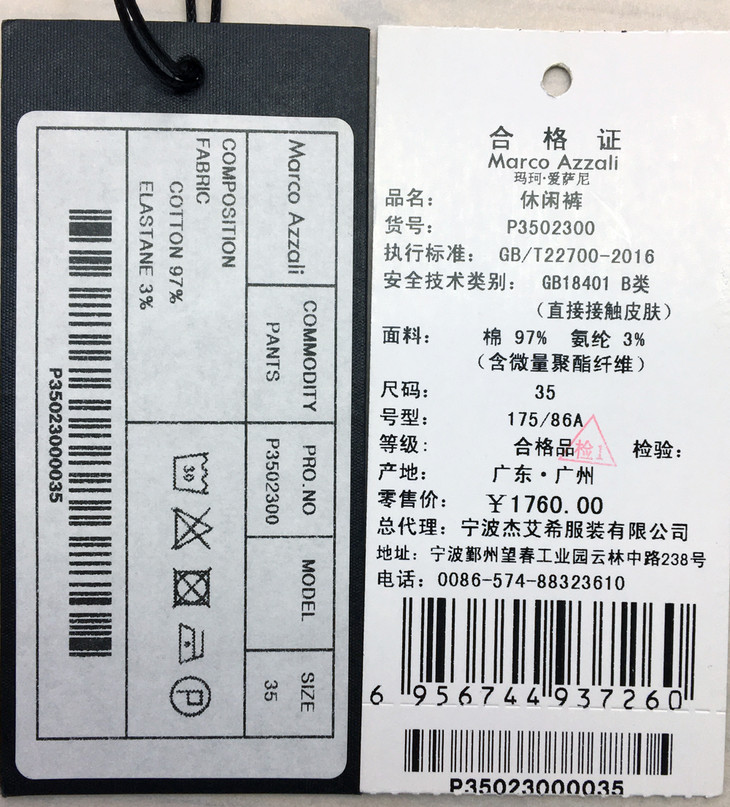 Marco Azzali
COMMODITY
PANTS
PRO.NO
P3502300
MODEL
SIZE
35
COMPOSITION
FABRIC
COTTON 97%
ELASTANE 3%
30
P
P35023000035
合格证
Marco Azzali
玛珂·爱萨尼
品名： 休闲裤
货号： P3502300
执行标准： GB/T22700-2016
安全技术类别： GB18401 B类
（直接接触皮肤）
面料： 棉 97% 氨纶 3%
（含微量聚酯纤维）
尺码： 35
号型： 175/86A
等级： 合格品 检1 检验：
产地： 广东·广州
零售价： ￥1760.00
总代理：宁波杰艾希服装有限公司
地址：宁波鄞州望春工业园云林中路238号
电话：0086-574-88323610
6 956744 937260
P35023000035